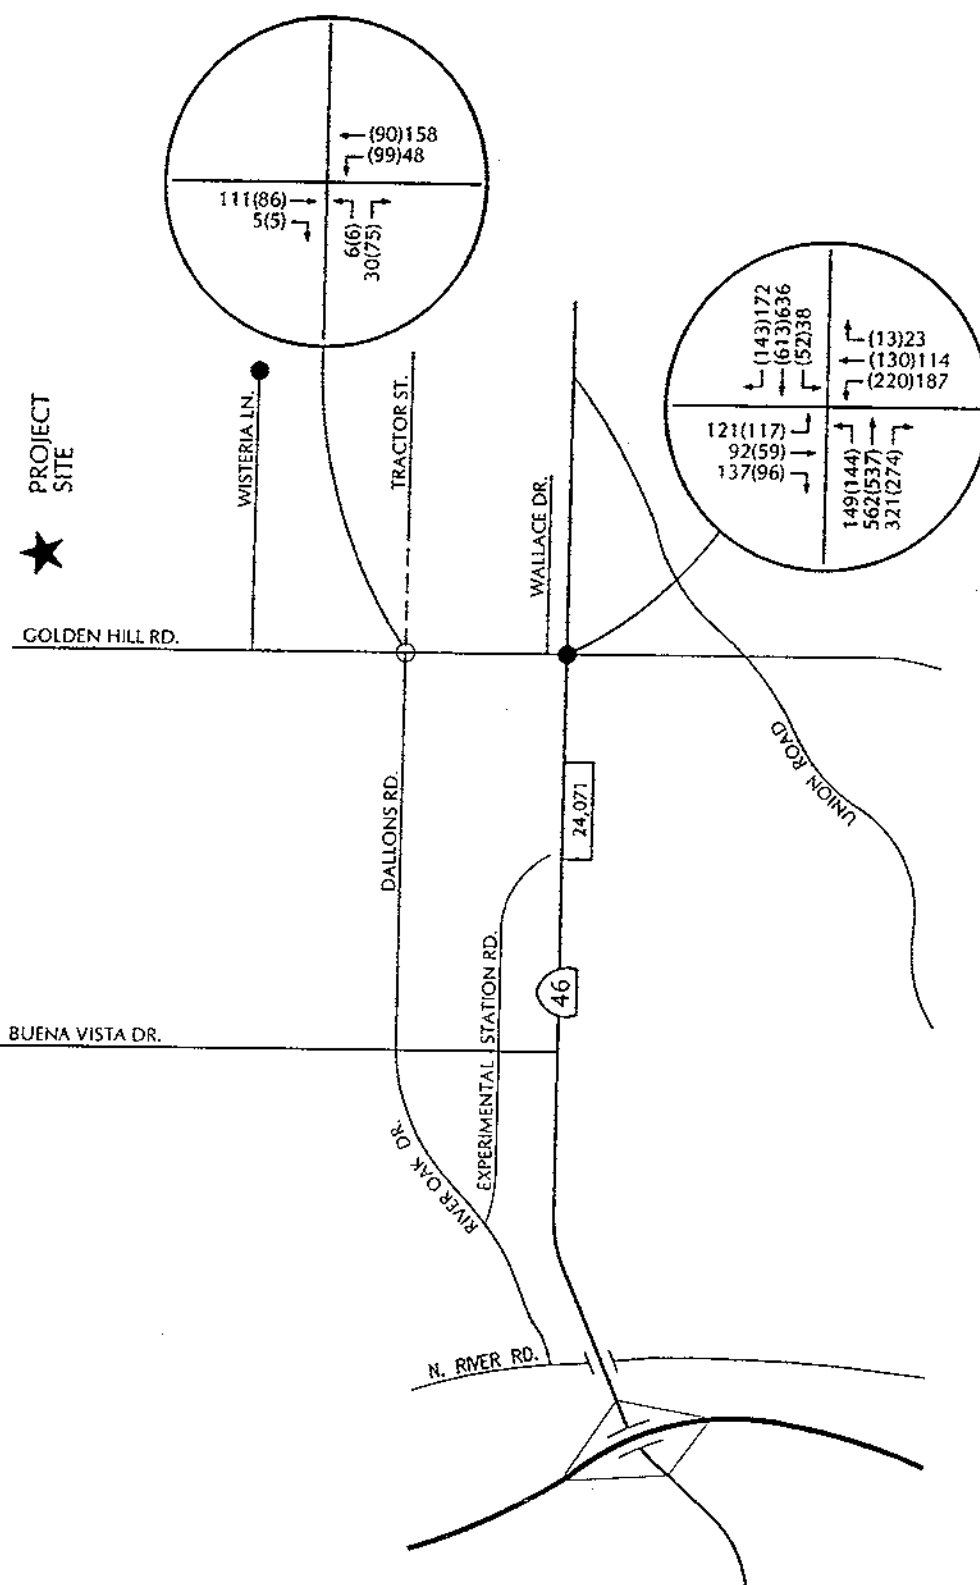 (90)158
(99)48
111(86)
5(5)
6(6)
30(75)
PROJECT
SITE
WISTERIA LN.
TRACTOR ST.
(143)172
(613)636
(52)38
(13)23
(130)114
(220)187
121(117)
92(59)
137(96)
149(144)
562(537)
321(274)
WALLACE DR.
GOLDEN HILL RD.
DALLONS RD.
24,071
UNION ROAD
EXPERIMENTAL STATION RD.
46
BUENA VISTA DR.
RIVER OAK DR.
N. RIVER RD.